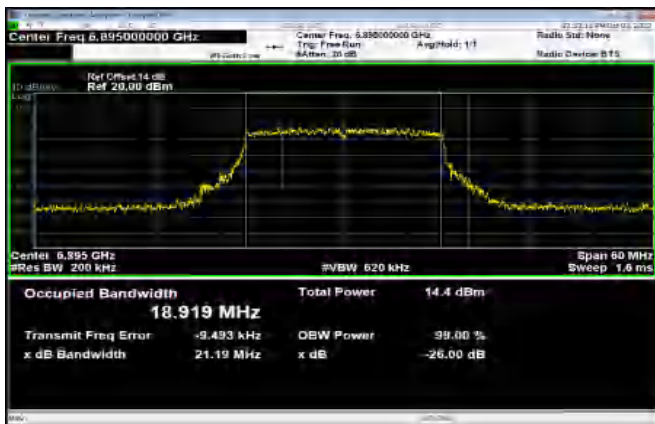 Center Freq 6.895000000 GHz
Center Freq: 6.895000000 GHz
Trig: Free Run
Avg|Hold: 1/1
#Atten: 20 dB
Radio Std: None
Radio Device: BTS
Ref Offset 14 dB
10 dB/div
Ref 20.00 dBm
Log
Center 6.895 GHz
Span 60 MHz
#Res BW 200 kHz
#VBW 620 kHz
Sweep 1.6 ms
Occupied Bandwidth
Total Power
14.4 dBm
18.919 MHz
Transmit Freq Error
-9.493 kHz
OBW Power
99.00 %
x dB Bandwidth
21.19 MHz
x dB
-26.00 dB